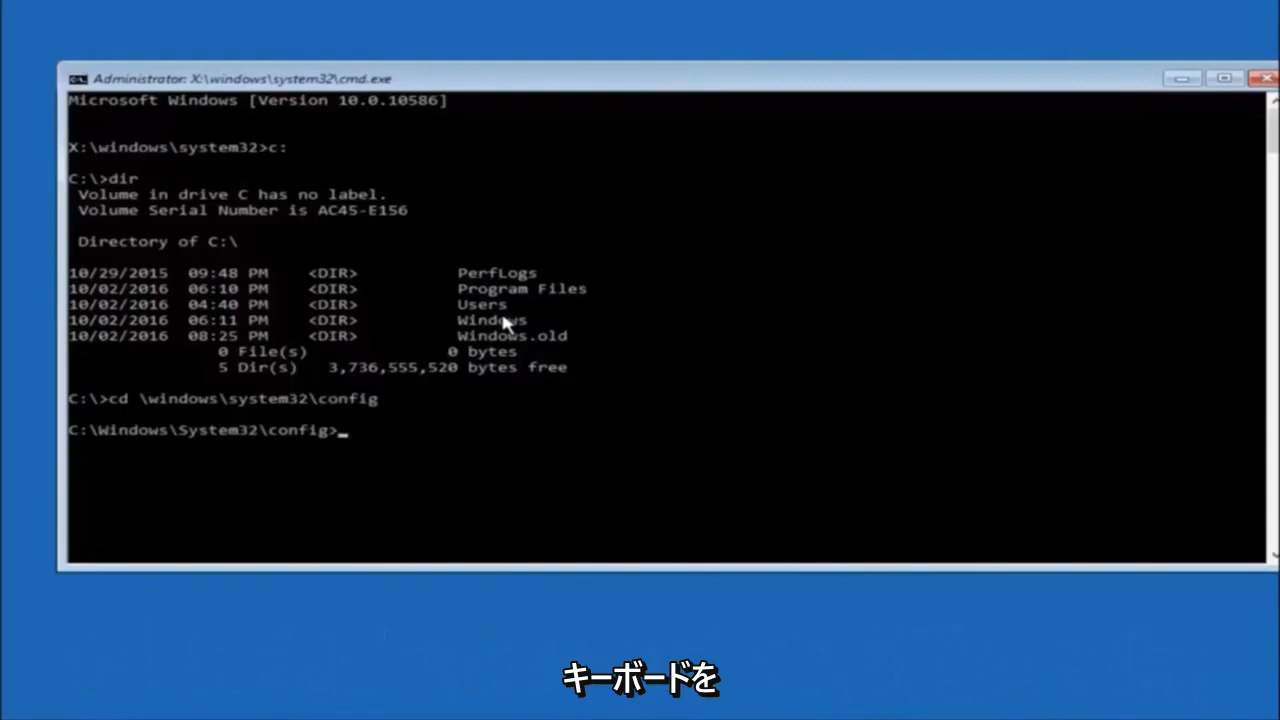 Administrator: X:\windows\system32\cmd.exe
Microsoft Windows [Version 10.0.10586]
X:\windows\system32>c:
C:\>dir
Volume in drive C has no label.
Volume Serial Number is AC45-E156
Directory of C:\
10/29/2015 09:48 PM <DIR> PerfLogs
10/02/2016 06:10 PM <DIR> Program Files
10/02/2016 04:40 PM <DIR> Users
10/02/2016 06:11 PM <DIR> Windows
10/02/2016 08:25 PM <DIR> Windows.old
0 File(s) 0 bytes
5 Dir(s) 3,736,555,520 bytes free
C:\>cd \windows\system32\config
C:\Windows\System32\config>_
キーボードを